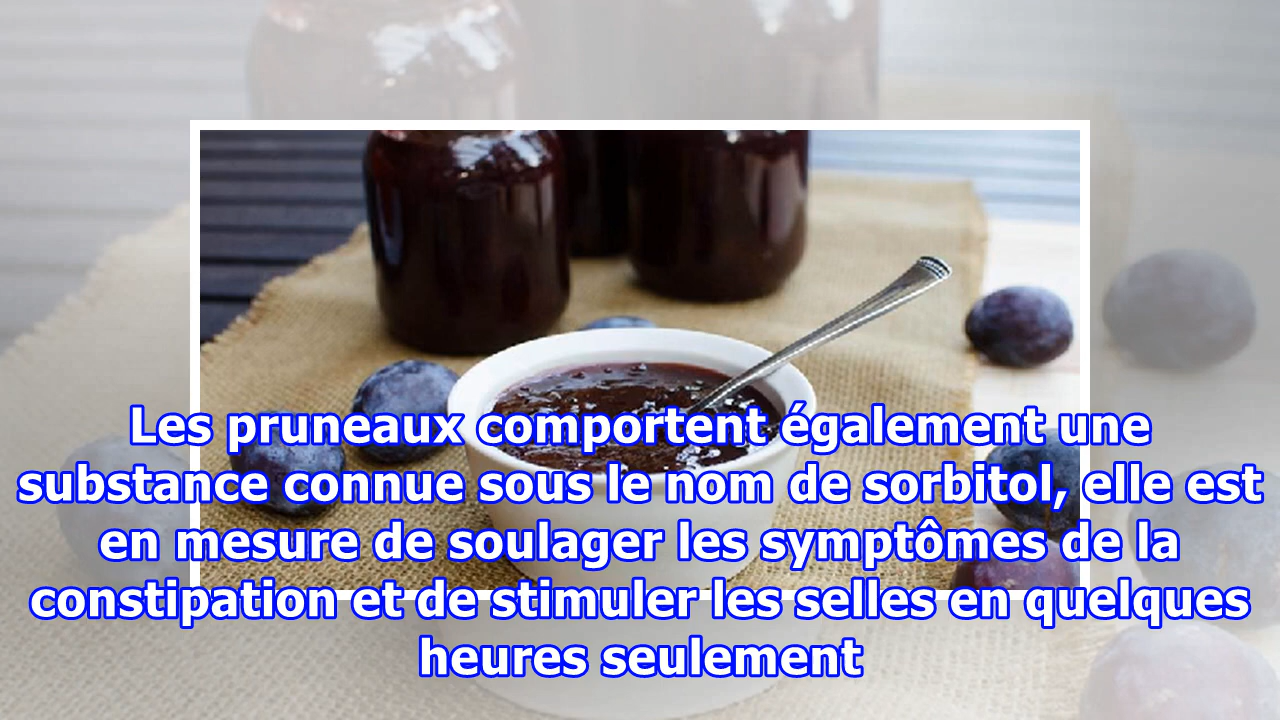 Les pruneaux comportent également une
substance connue sous le nom de sorbitol, elle est
en mesure de soulager les symptômes de la
constipation et de stimuler les selles en quelques
heures seulement